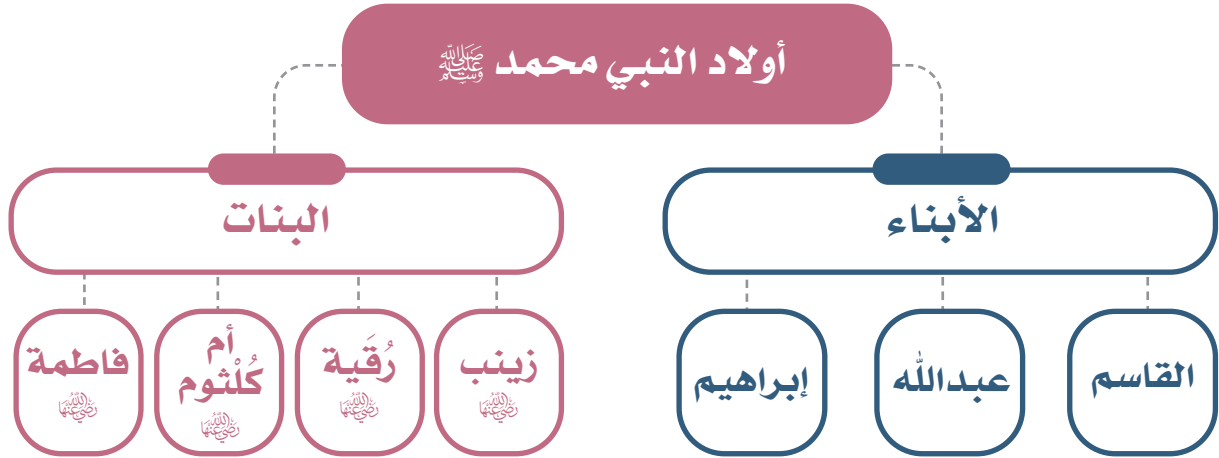 أولاد النبي محمد ﷺ
الأبناء
البنات
القاسم
عبدالله
إبراهيم
زينب
رضي الله عنها
رُقَية
رضي الله عنها
أم
كُلْثوم
رضي الله عنها
فاطمة
رضي الله عنها